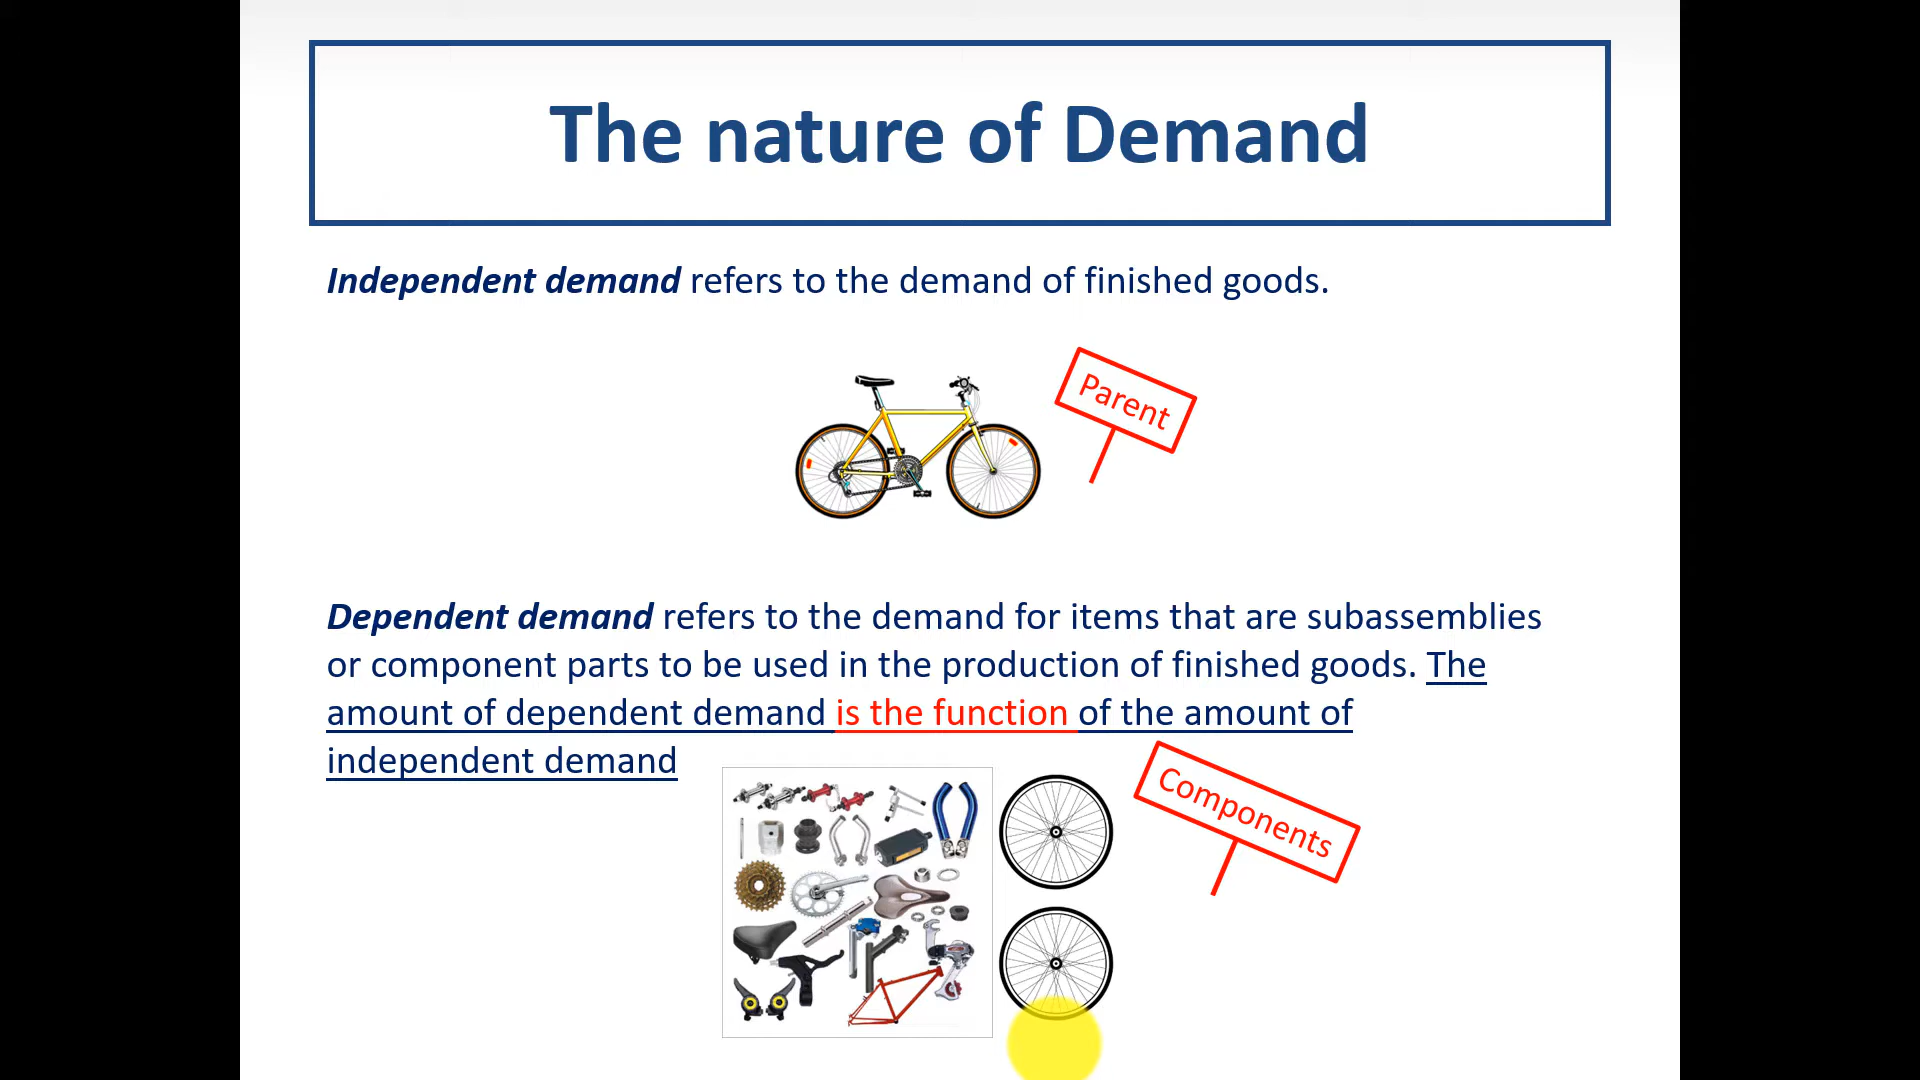 The nature of Demand
Independent demand refers to the demand of finished goods.
Parent
Dependent demand refers to the demand for items that are subassemblies
or component parts to be used in the production of finished goods. The
amount of dependent demand is the function of the amount of
independent demand
Components